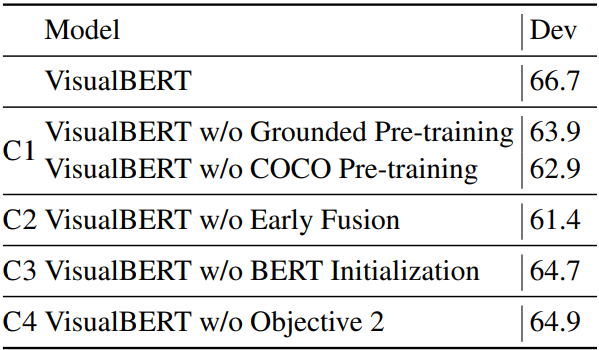 Model Dev
VisualBERT 66.7
C1 VisualBERT w/o Grounded Pre-training 63.9
VisualBERT w/o COCO Pre-training 62.9
C2 VisualBERT w/o Early Fusion 61.4
C3 VisualBERT w/o BERT Initialization 64.7
C4 VisualBERT w/o Objective 2 64.9